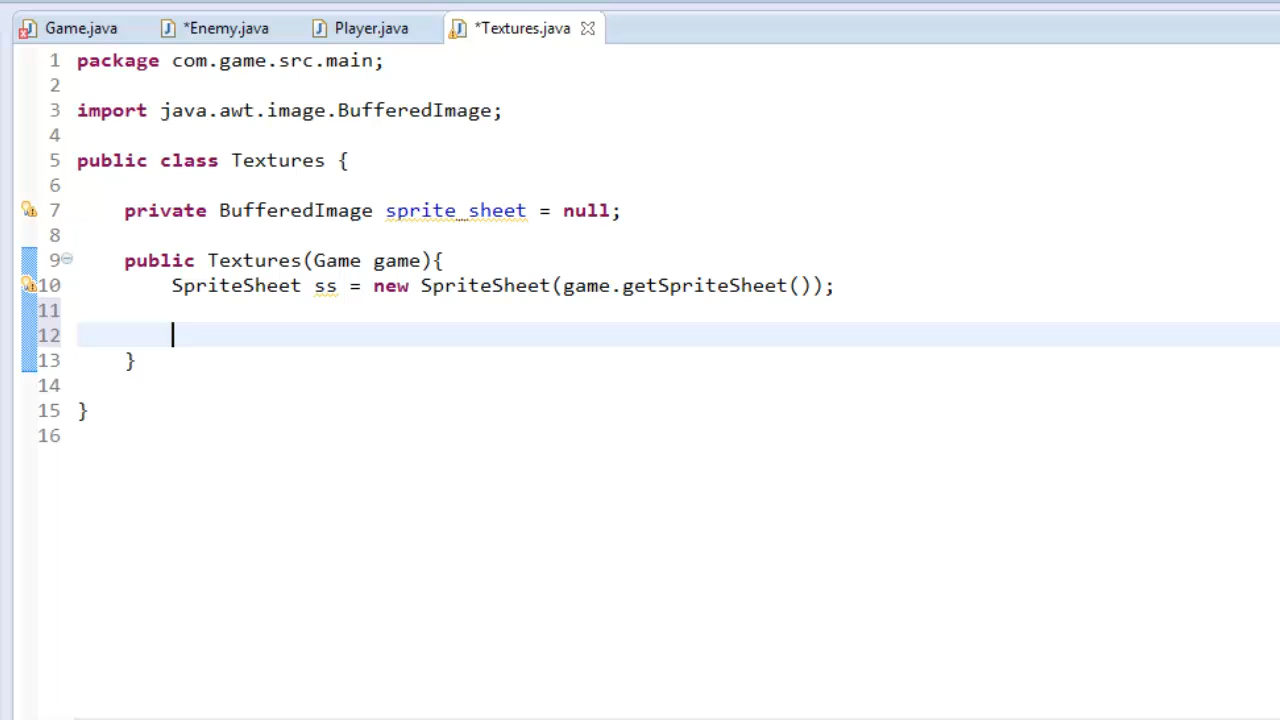 Game.java *Enemy.java Player.java *Textures.java
1 package com.game.src.main;
2
3 import java.awt.image.BufferedImage;
4
5 public class Textures {
6
7 private BufferedImage sprite_sheet = null;
8
9 public Textures(Game game){
10 SpriteSheet ss = new SpriteSheet(game.getSpriteSheet());
11
12
13 }
14
15 }
16